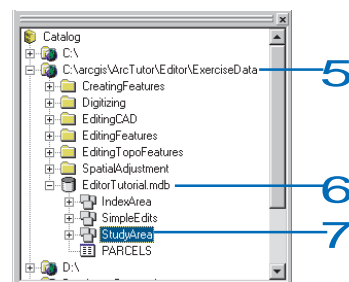 Catalog
C:\
C:\arcgis\ArcTutor\Editor\ExerciseData 5
CreatingFeatures
Digitizing
EditingCAD
EditingFeatures
EditingTopoFeatures
SpatialAdjustment
EditorTutorial.mdb 6
IndexArea
SimpleEdits
StudyArea 7
PARCELS
D:\